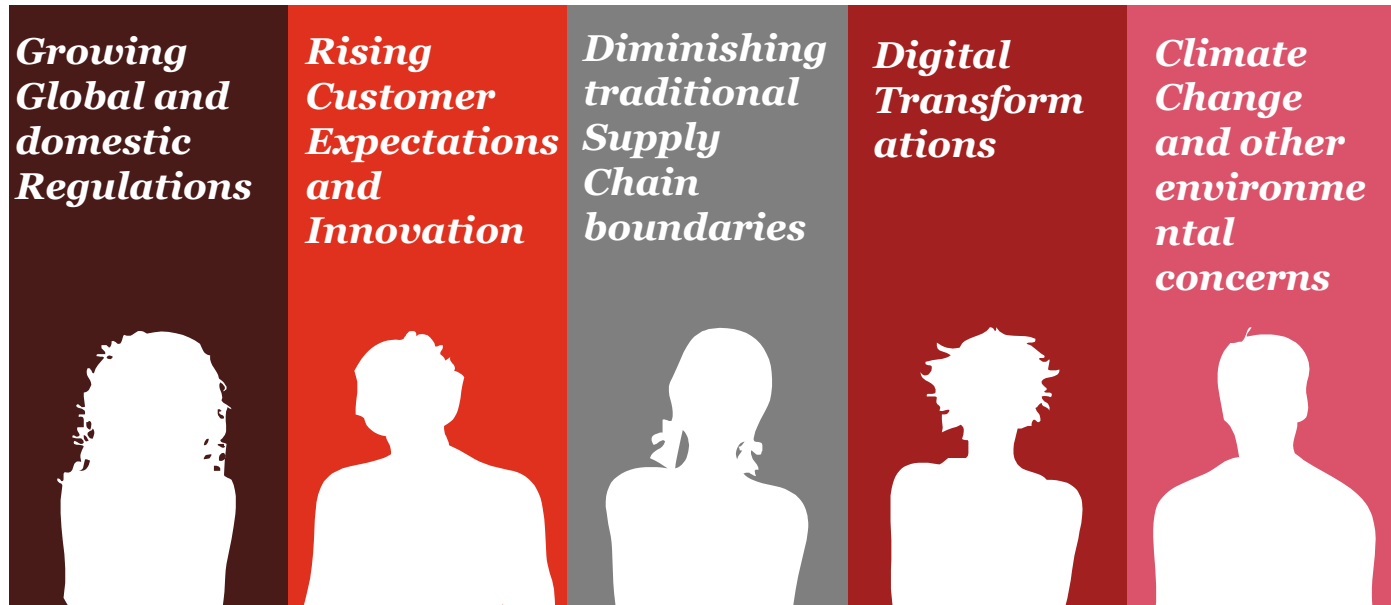 Growing
Global and
domestic
Regulations
Rising
Customer
Expectations
and
Innovation
Diminishing
traditional
Supply
Chain
boundaries
Digital
Transform
ations
Climate
Change
and other
environme
ntal
concerns